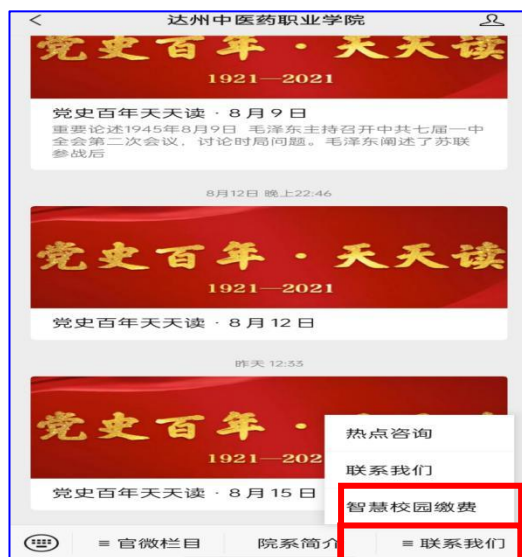 达州中医药职业学院
党史百年·天天读
1921—2021
党史百年天天读 · 8月9日
重要论述1945年8月9日 毛泽东主持召开中共七届一中
全会第二次会议，讨论时局问题。毛泽东阐述了苏联
参战后
8月12日 晚上22:46
党史百年·天天读
1921—2021
党史百年天天读 · 8月12日
昨天 12:33
党史百年·
1921—202
党史百年天天读 · 8月15日
热点咨询
联系我们
智慧校园缴费
≡ 官微栏目
院系简介
≡ 联系我们